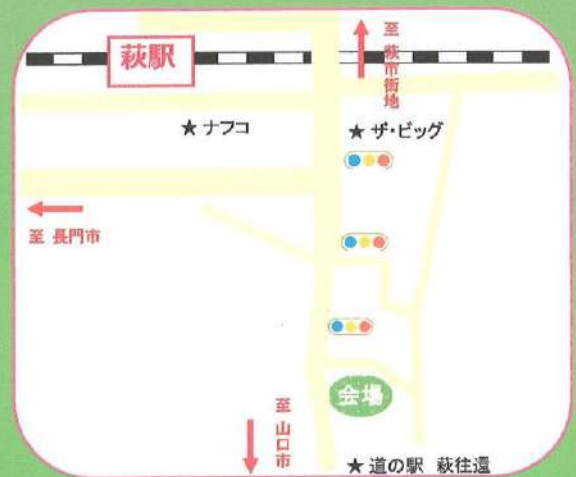 萩駅
至 萩市街地
★ ナフコ
★ ザ・ビッグ
至 長門市
会場
至 山口市
★ 道の駅 萩往還